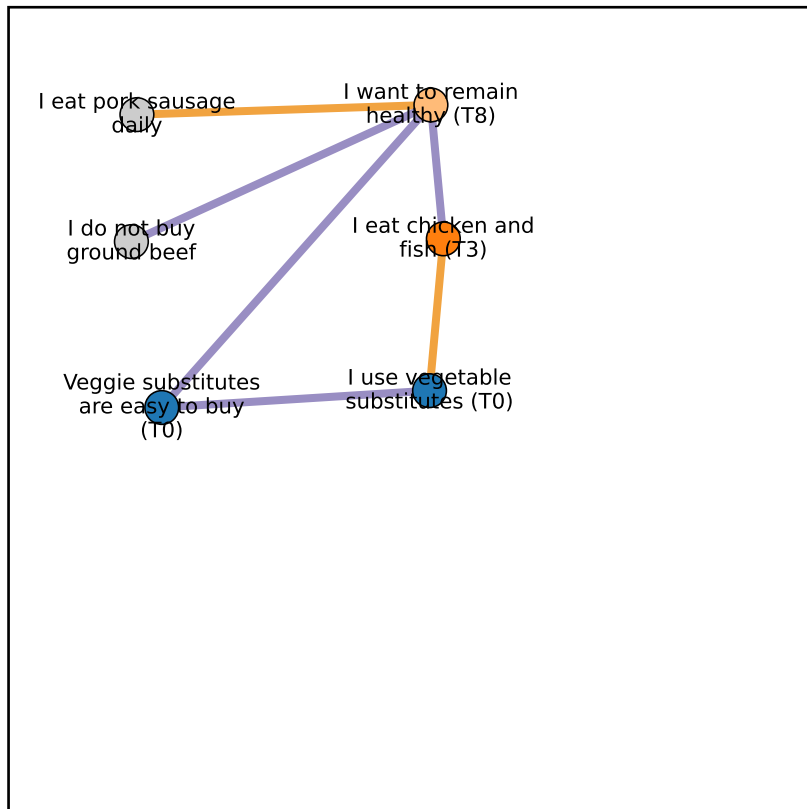 I eat pork sausage
daily
I want to remain
healthy (T8)
I do not buy
ground beef
I eat chicken and
fish (T3)
Veggie substitutes
are easy to buy
(T0)
I use vegetable
substitutes (T0)